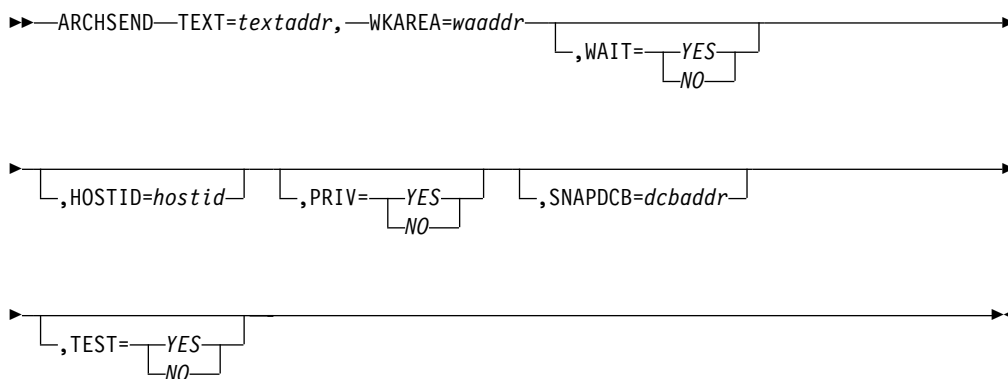 ARCHSEND TEXT=textaddr, WKAREA=waaddr
,WAIT= YES
NO
,HOSTID=hostid ,PRIV= YES ,SNAPDCB=dcbaddr
NO
,TEST= YES
NO